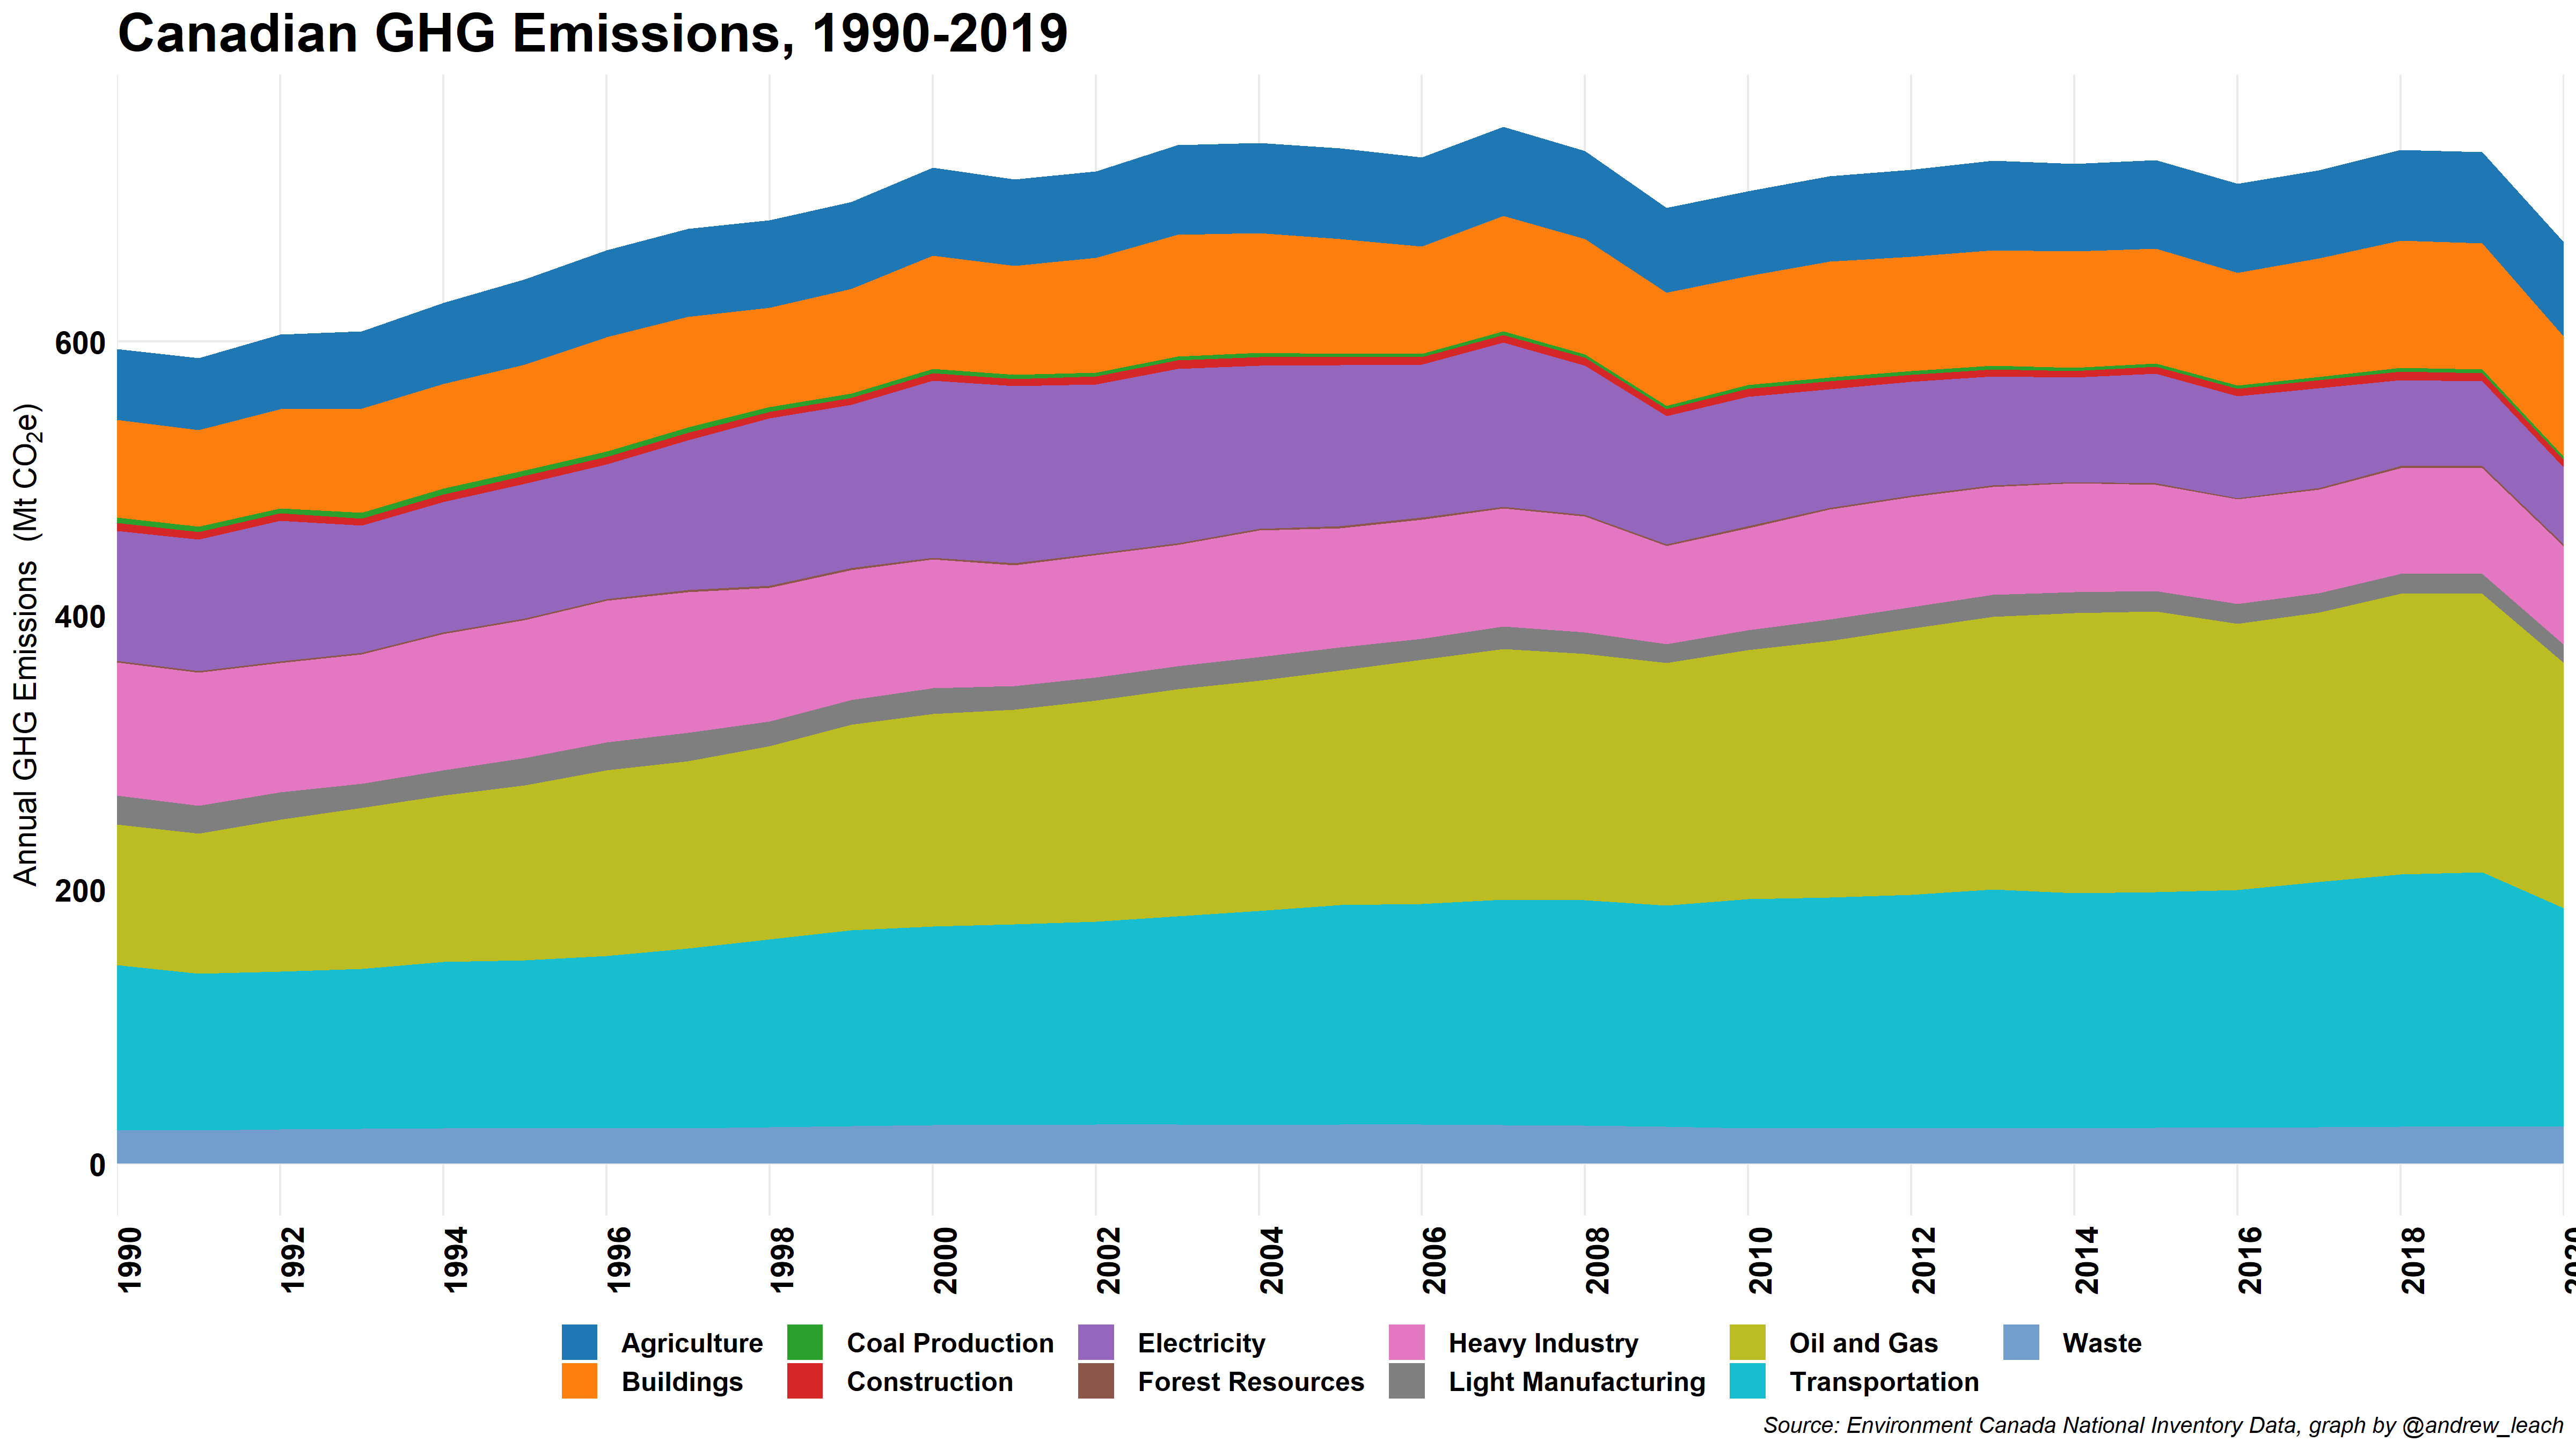 Canadian GHG Emissions, 1990-2019
Annual GHG Emissions (Mt CO₂e)
600
400
200
0
1990
1992
1994
1996
1998
2000
2002
2004
2006
2008
2010
2012
2014
2016
2018
2020
Agriculture
Coal Production
Electricity
Heavy Industry
Oil and Gas
Waste
Buildings
Construction
Forest Resources
Light Manufacturing
Transportation
Source: Environment Canada National Inventory Data, graph by @andrew_leach